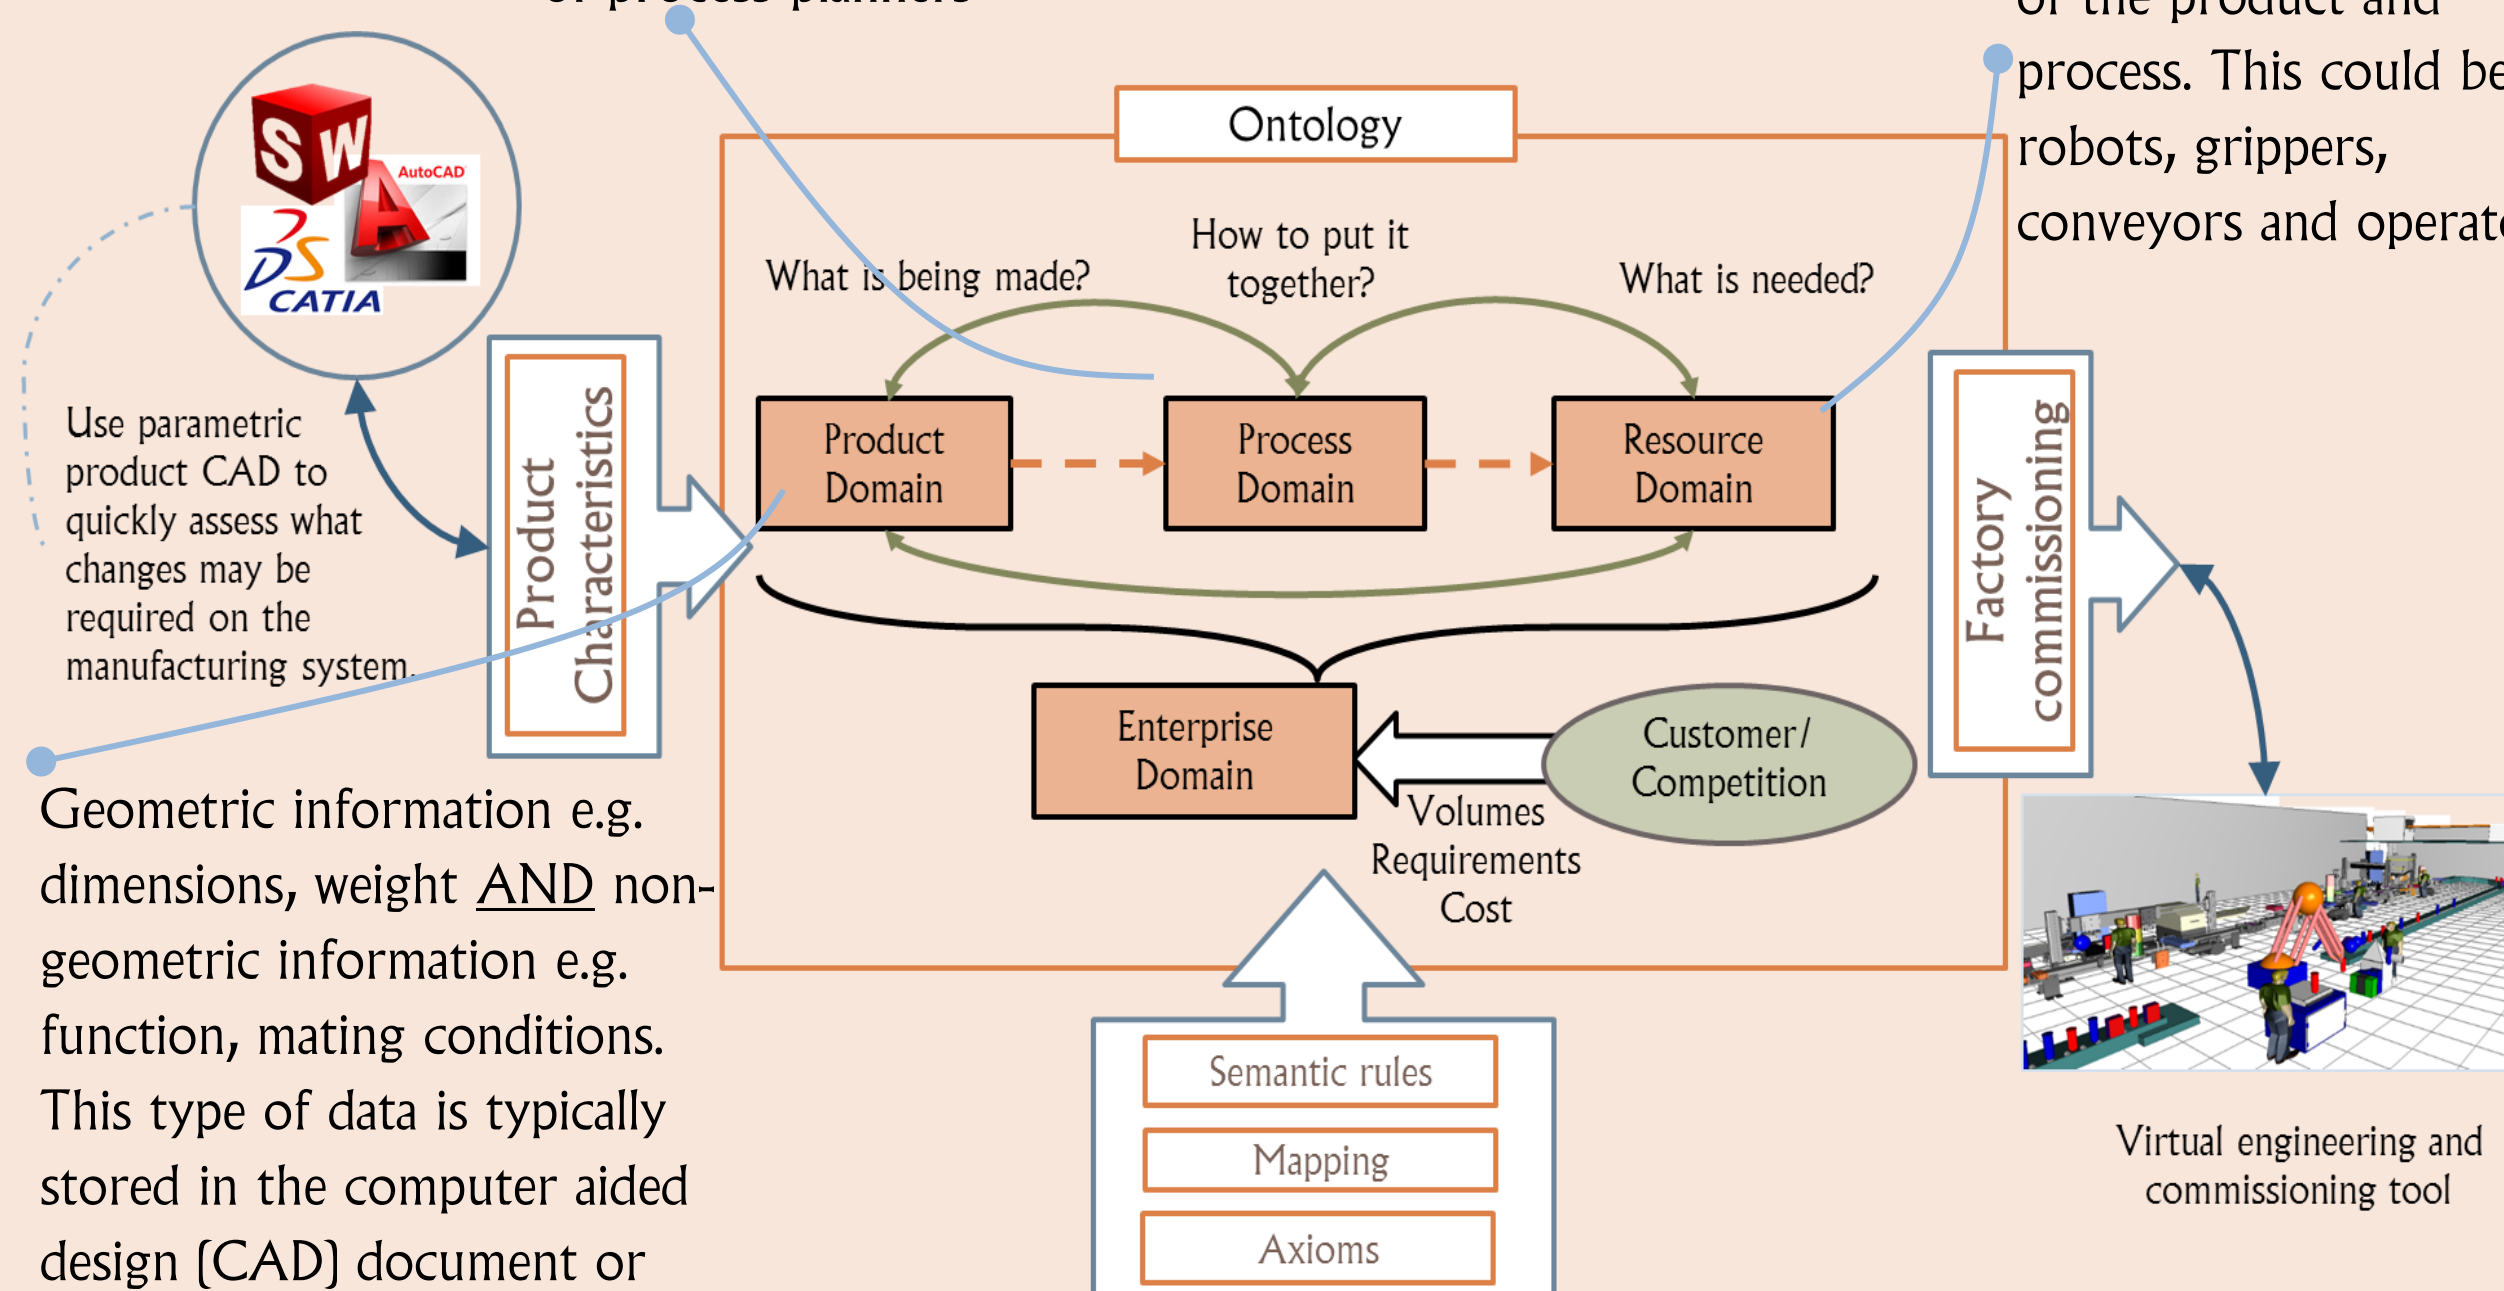 of process planners
of the product and
process. This could be
robots, grippers,
conveyors and
SW
AutoCAD
A
DS
CATIA
Ontology
What is being made?
How to put it
together?
What is needed?
Use parametric
product CAD to
quickly assess what
changes may be
required on the
manufacturing system.
Product
Characteristics
Product
Domain
Process
Domain
Resource
Domain
Factory
commissioning
Enterprise
Domain
Customer/
Competition
Volumes
Requirements
Cost
Geometric information e.g.
dimensions, weight AND non-
geometric information e.g.
function, mating conditions.
This type of data is typically
stored in the computer aided
design (CAD) document or
Semantic rules
Mapping
Axioms
Virtual engineering and
commissioning tool